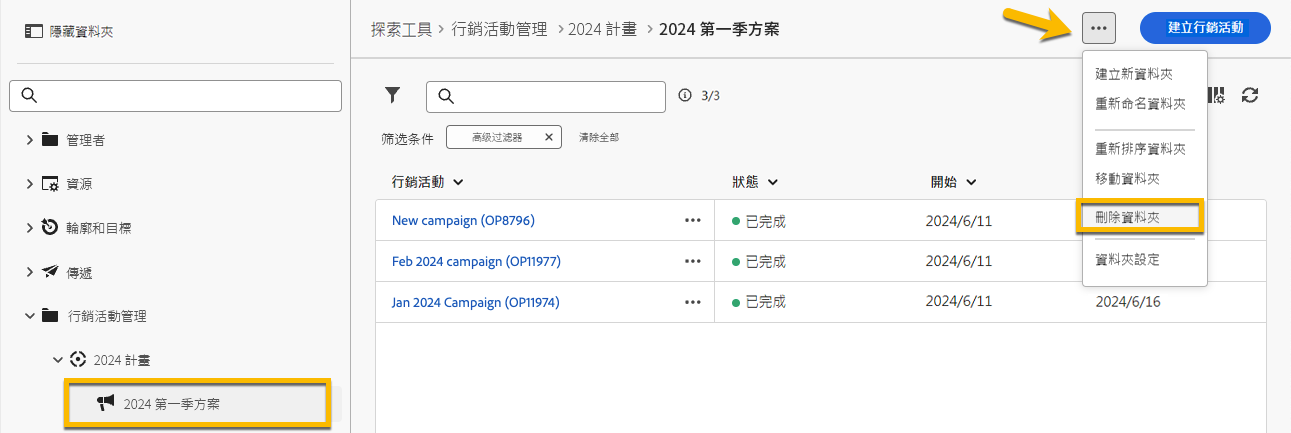 隱藏資料夾
管理者
資源
輪廓和目標
傳遞
行銷活動管理
2024 計畫
2024 第一季方案
探索工具 行銷活動管理 2024 計畫 2024 第一季方案
建立行銷活動
3/3
筛选条件 高级过滤器 清除全部
行銷活動 狀態 開始
New campaign (OP8796) 已完成 2024/6/11
Feb 2024 campaign (OP11977) 已完成 2024/6/11
Jan 2024 Campaign (OP11974) 已完成 2024/6/11 2024/6/16
建立新資料夾
重新命名資料夾
重新排序資料夾
移動資料夾
刪除資料夾
資料夾設定